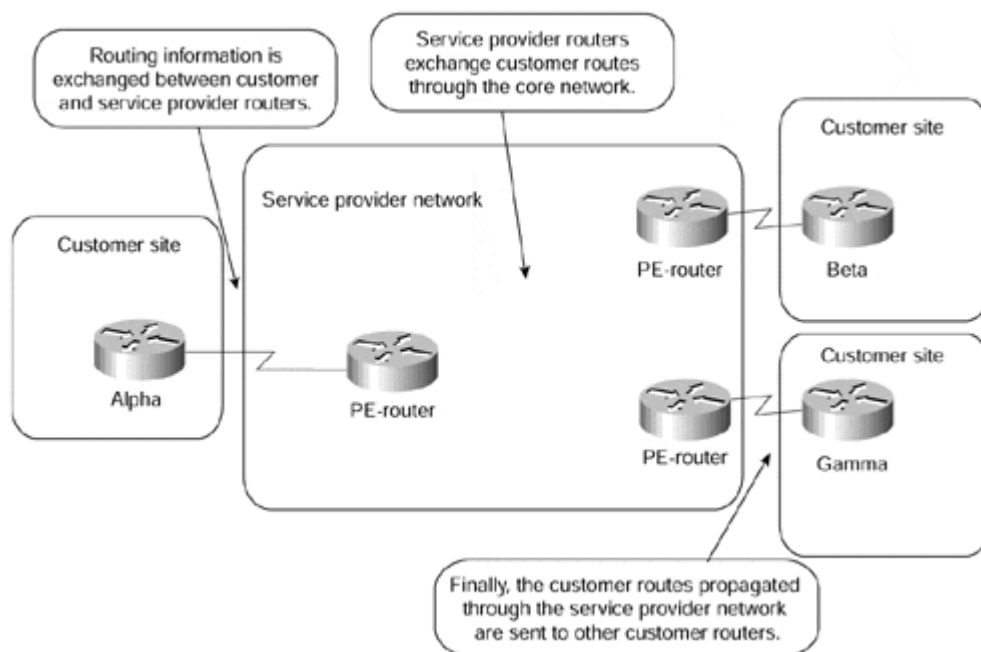 Routing information is
exchanged between customer
and service provider routers.
Service provider routers
exchange customer routes
through the core network.
Customer site
Service provider network
PE-router
Beta
Customer site
Alpha
PE-router
Customer site
PE-router
Gamma
Finally, the customer routes propagated
through the service provider network
are sent to other customer routers.